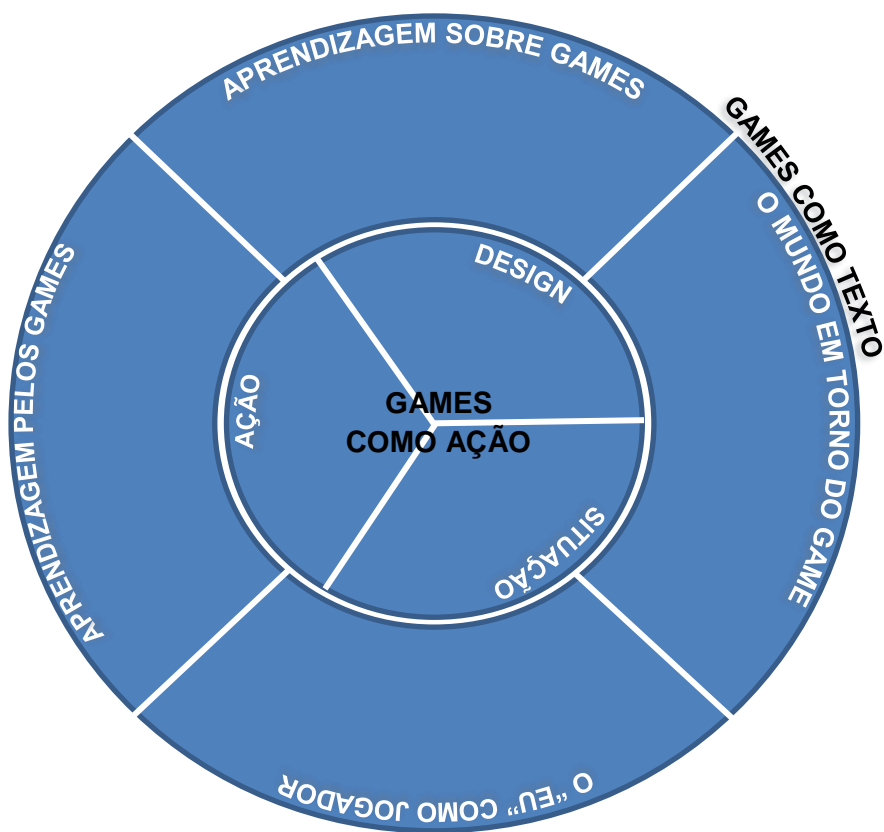 APRENDIZAGEM SOBRE GAMES
GAMES COMO TEXTO
O MUNDO EM TORNO DO GAME
DESIGN
APRENDIZAGEM PELOS GAMES
AÇÃO
GAMES
COMO AÇÃO
SITUAÇÃO
O “EU” COMO JOGADOR